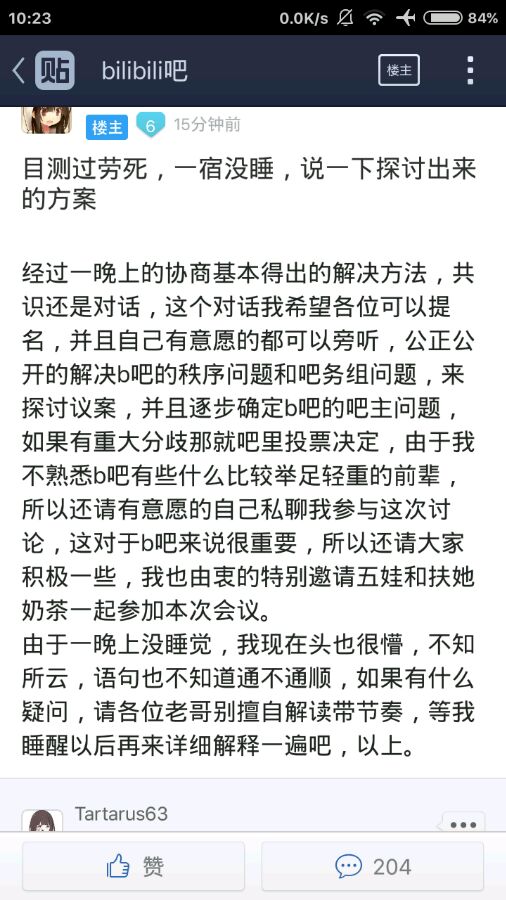 10:23
0.0K/s
84%
贴
bilibili吧
楼主
楼主
6
15分钟前
目测过劳死，一宿没睡，说一下探讨出来
的方案
经过一晚上的协商基本得出的解决方法，共
识还是对话，这个对话我希望各位可以提
名，并且自己有意愿的都可以旁听，公正公
开的解决b吧的秩序问题和吧务组问题，来
探讨议案，并且逐步确定b吧的吧主问题，
如果有重大分歧那就吧里投票决定，由于我
不熟悉b吧有些什么比较举足轻重的前辈，
所以还请有意愿的自己私聊我参与这次讨
论，这对于b吧来说很重要，所以还请大家
积极一些，我也由衷的特别邀请五娃和扶她
奶茶一起参加本次会议。
由于一晚上没睡觉，我现在头也很懵，不知
所云，语句也不知道通不通顺，如果有什么
疑问，请各位老哥别擅自解读带节奏，等我
睡醒以后再来详细解释一遍吧，以上。
Tartarus63
赞
204